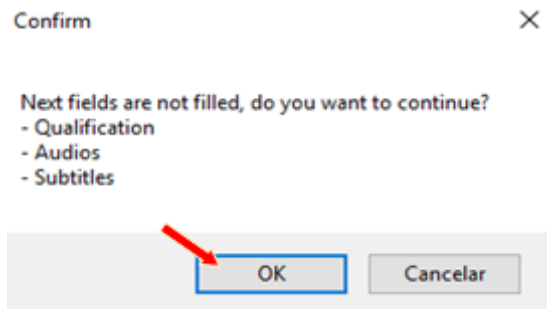 Confirm
Next fields are not filled, do you want to continue?
- Qualification
- Audios
- Subtitles
OK
Cancelar